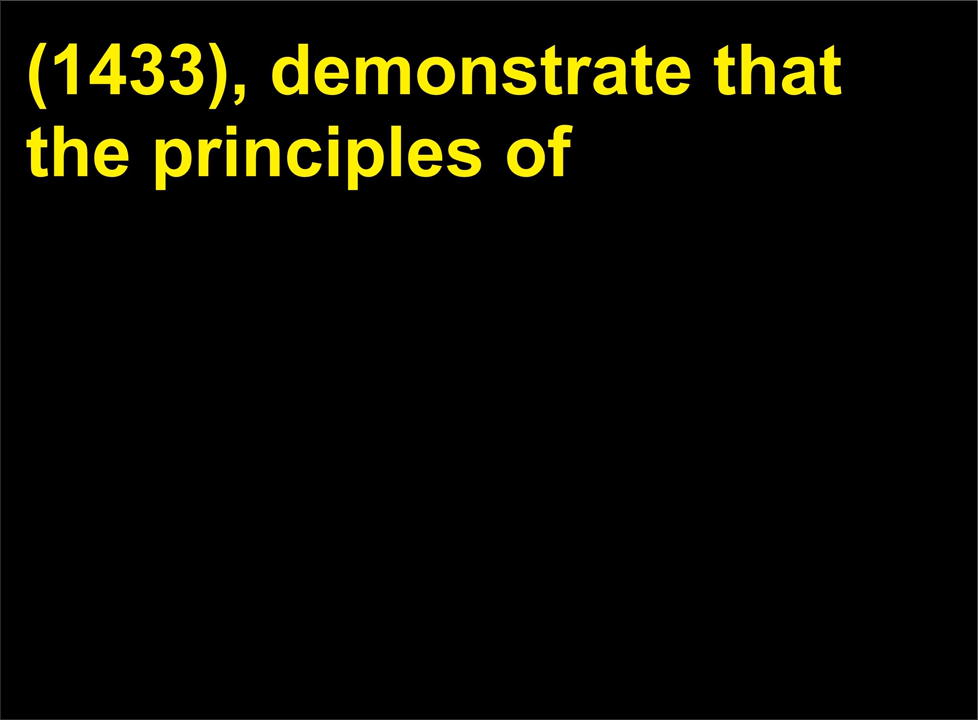 (1433), demonstrate that
the principles of